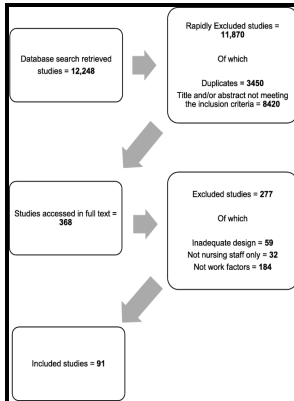 Database search retrieved
studies = 12,248
Rapidly Excluded studies =
11,870
Of which
Duplicates = 3450
Title and/or abstract not meeting
the inclusion criteria = 8420
Studies accessed in full text =
368
Excluded studies = 277
Of which
Inadequate design = 59
Not nursing staff only = 32
Not work factors = 184
Included studies = 91